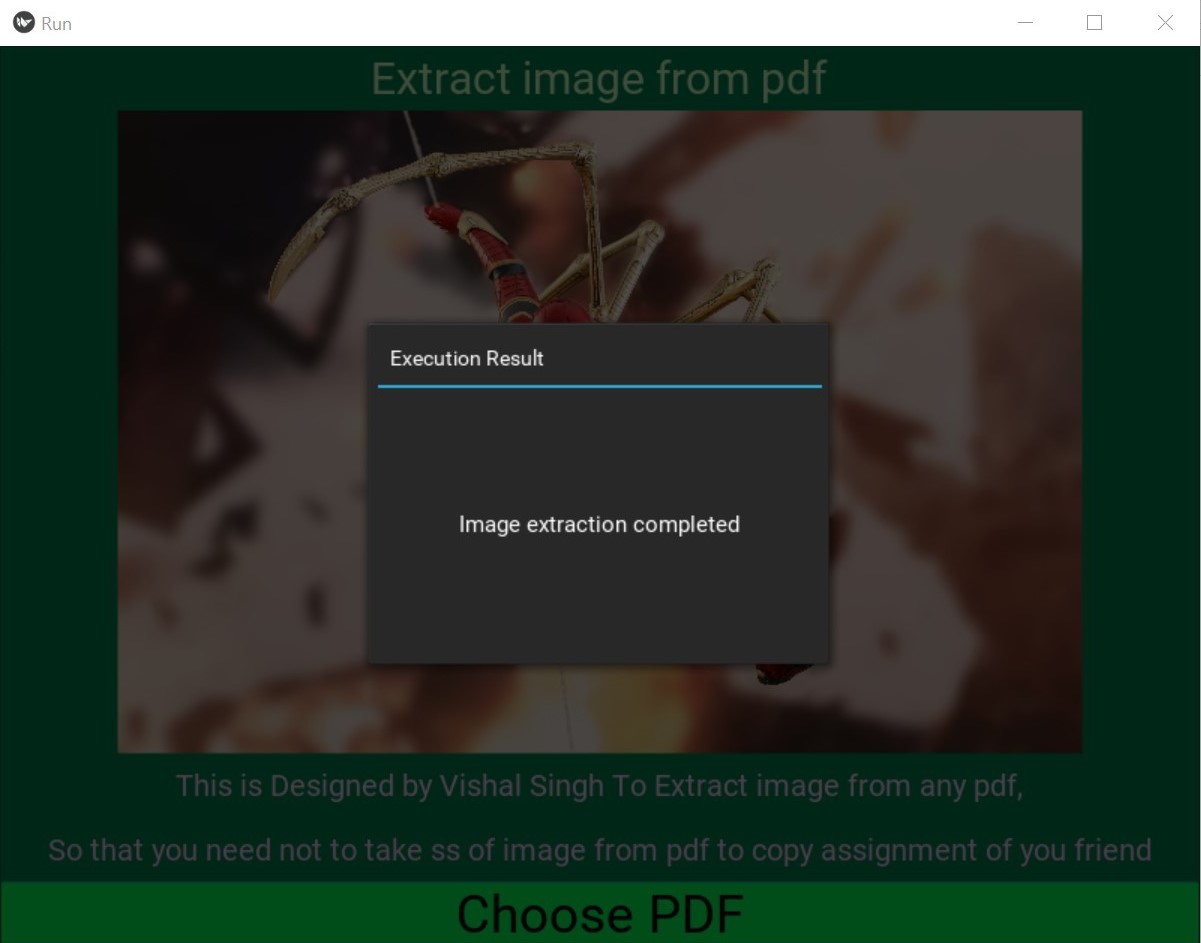 Run
Extract image from pdf
Execution Result
Image extraction completed
This is Designed by Vishal Singh To Extract image from any pdf,
So that you need not to take ss of image from pdf to copy assignment of you friend
Choose PDF